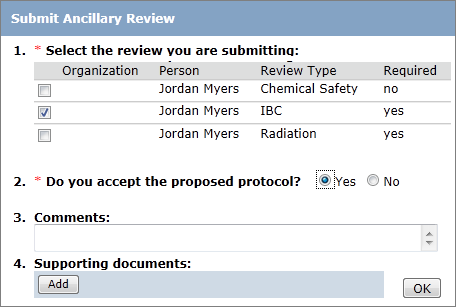 Submit Ancillary Review
1. * Select the review you are submitting:
Organization Person Review Type Required
Jordan Myers Chemical Safety no
Jordan Myers IBC yes
Jordan Myers Radiation yes
2. * Do you accept the proposed protocol? Yes No
3. Comments:
4. Supporting documents:
Add OK